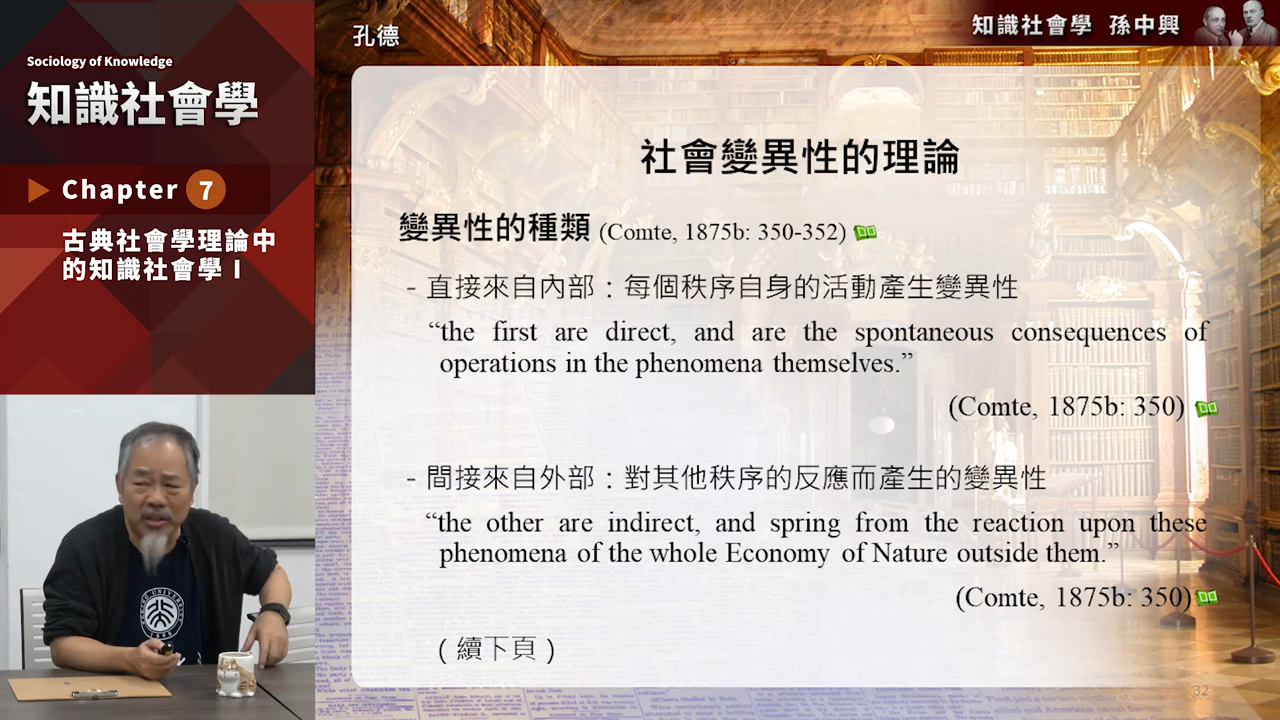 Sociology of Knowledge
知識社會學
Chapter 7
古典社會學理論中
的知識社會學 I
孔德
知識社會學 孫中興
社會變異性的理論
變異性的種類 (Comte, 1875b: 350-352)
- 直接來自內部：每個秩序自身的活動產生變異性
“the first are direct, and are the spontaneous consequences of
operations in the phenomena themselves.”
(Comte, 1875b: 350)
- 間接來自外部：對其他秩序的反應而產生的變異性
“the other are indirect, and spring from the reaction upon these
phenomena of the whole Economy of Nature outside them.”
(Comte, 1875b: 350)
( 續下頁 )
32